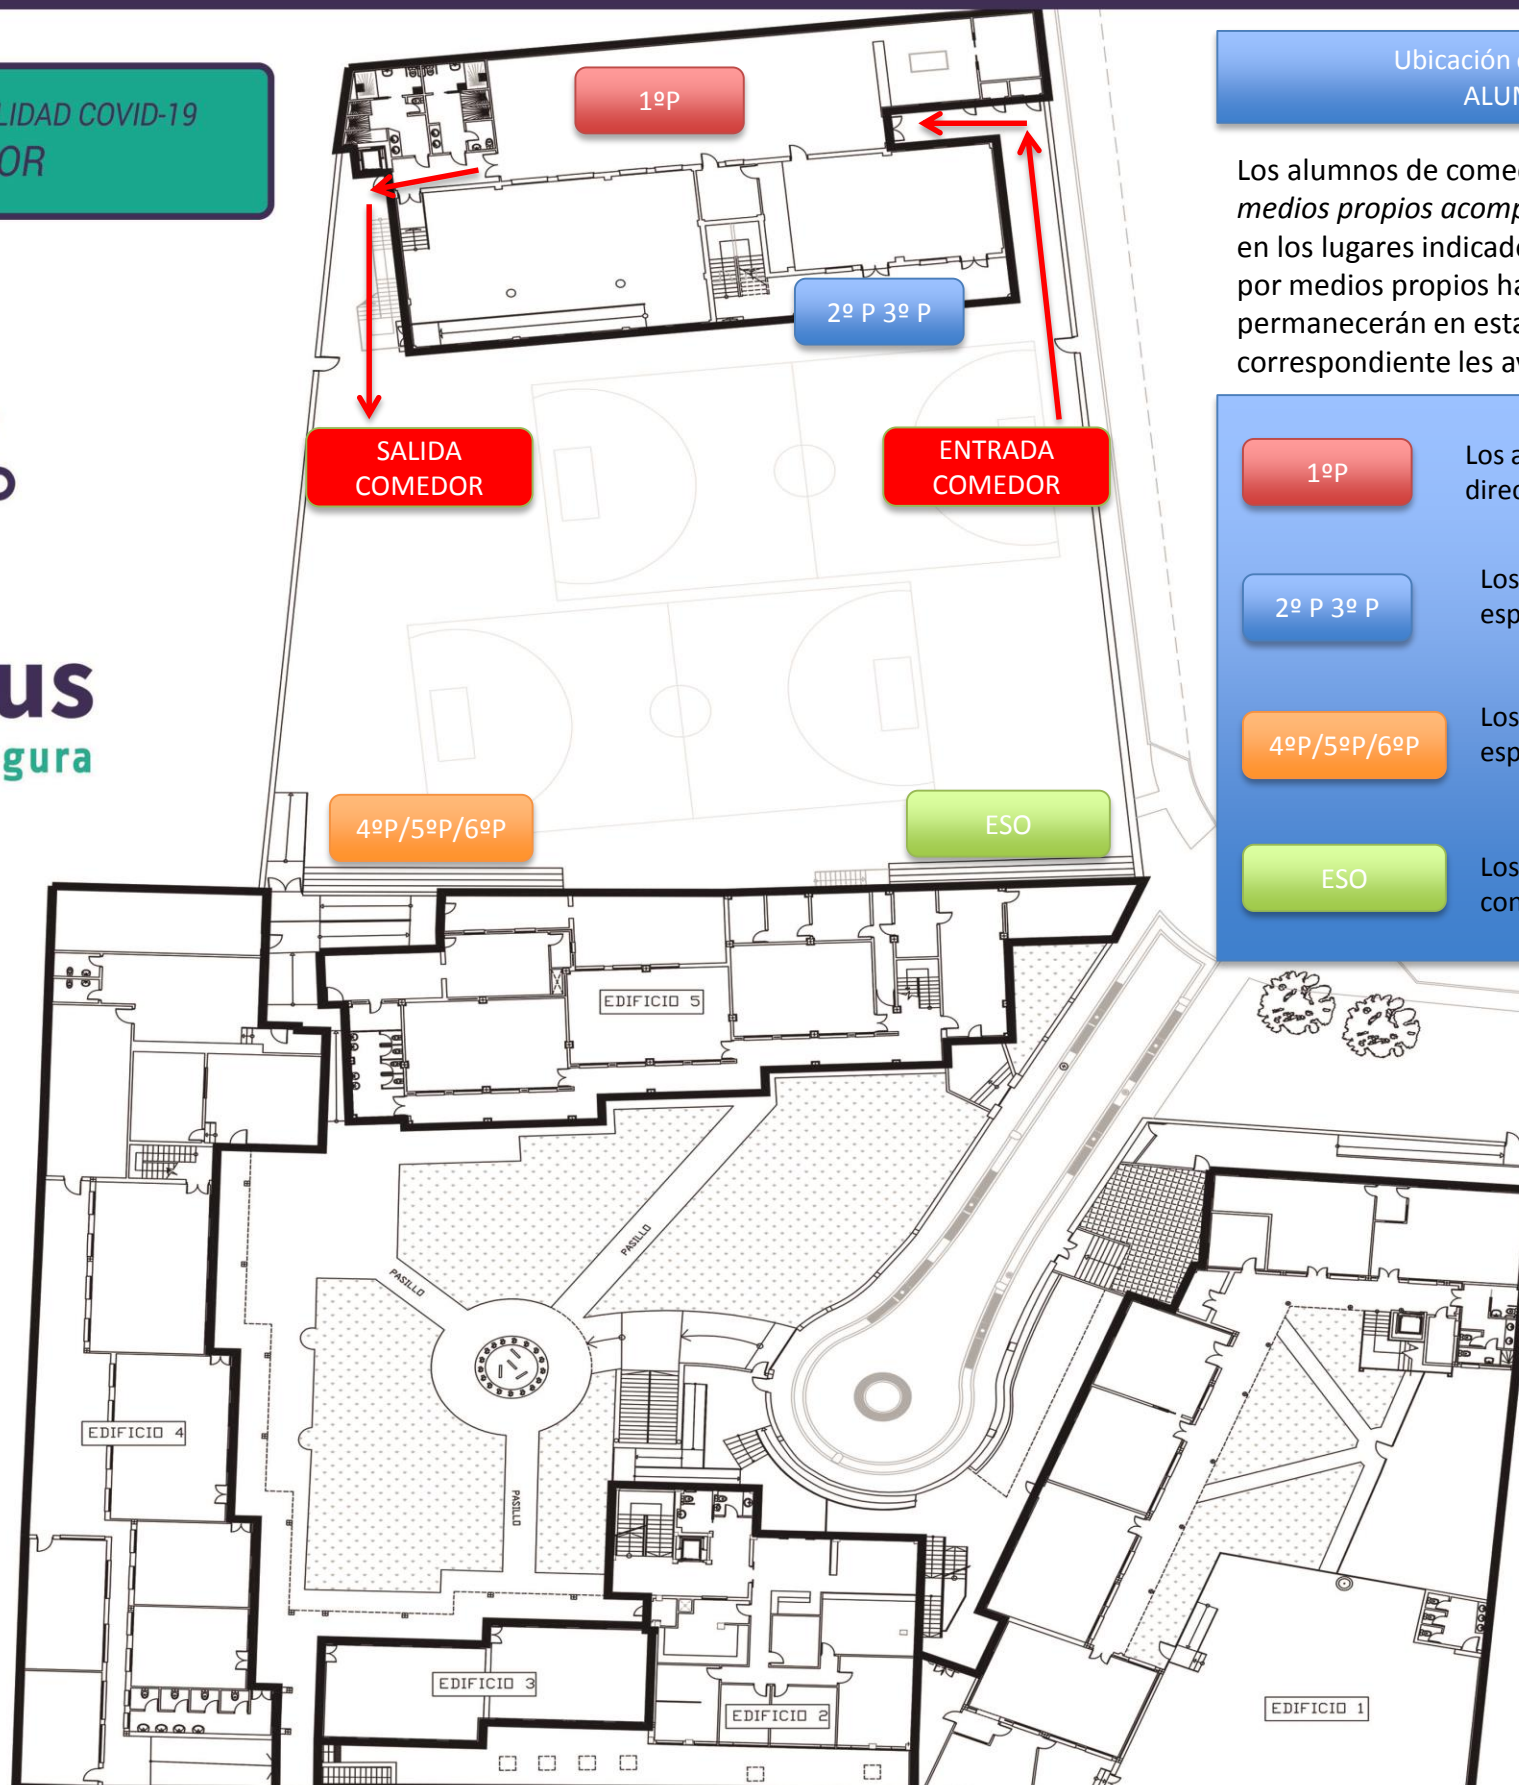 LIDAD COVID-19
OR
us
gura
1ºP
2º P 3º P
SALIDA
COMEDOR
ENTRADA
COMEDOR
4ºP/5ºP/6ºP
ESO
EDIFICIO 5
PASILLO
PASILLO
PASILLO
EDIFICIO 4
EDIFICIO 3
EDIFICIO 2
EDIFICIO 1
Ubicación
ALUM
Los alumnos de come
medios propios acomp
en los lugares indicad
por medios propios ha
permanecerán en esta
correspondiente les av
1ºP
Los a
direc
2º P 3º P
Los
esp
4ºP/5ºP/6ºP
Los
esp
ESO
Los
con